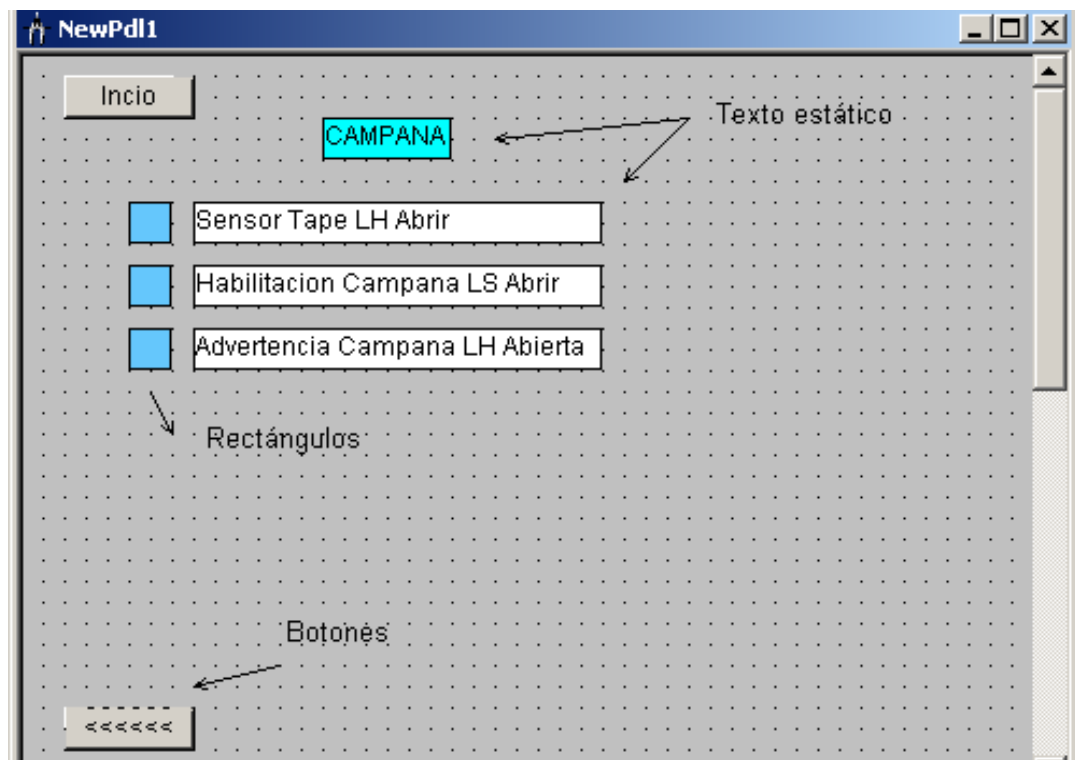 NewPdl1
Incio
Texto estático
CAMPANA
Sensor Tape LH Abrir
Habilitacion Campana LS Abrir
Advertencia Campana LH Abierta
Rectángulos
Botones
<<<<<<